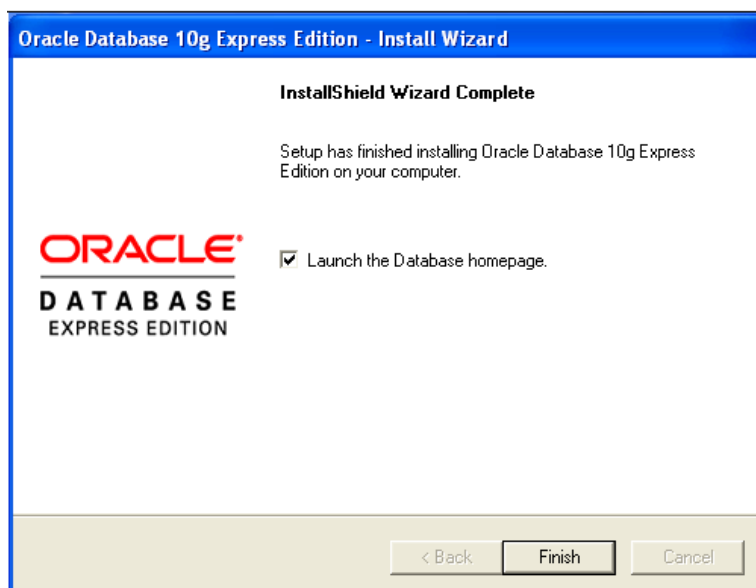 Oracle Database 10g Express Edition - Install Wizard
InstallShield Wizard Complete
Setup has finished installing Oracle Database 10g Express
Edition on your computer.
ORACLE
DATABASE
EXPRESS EDITION
Launch the Database homepage.
< Back
Finish
Cancel